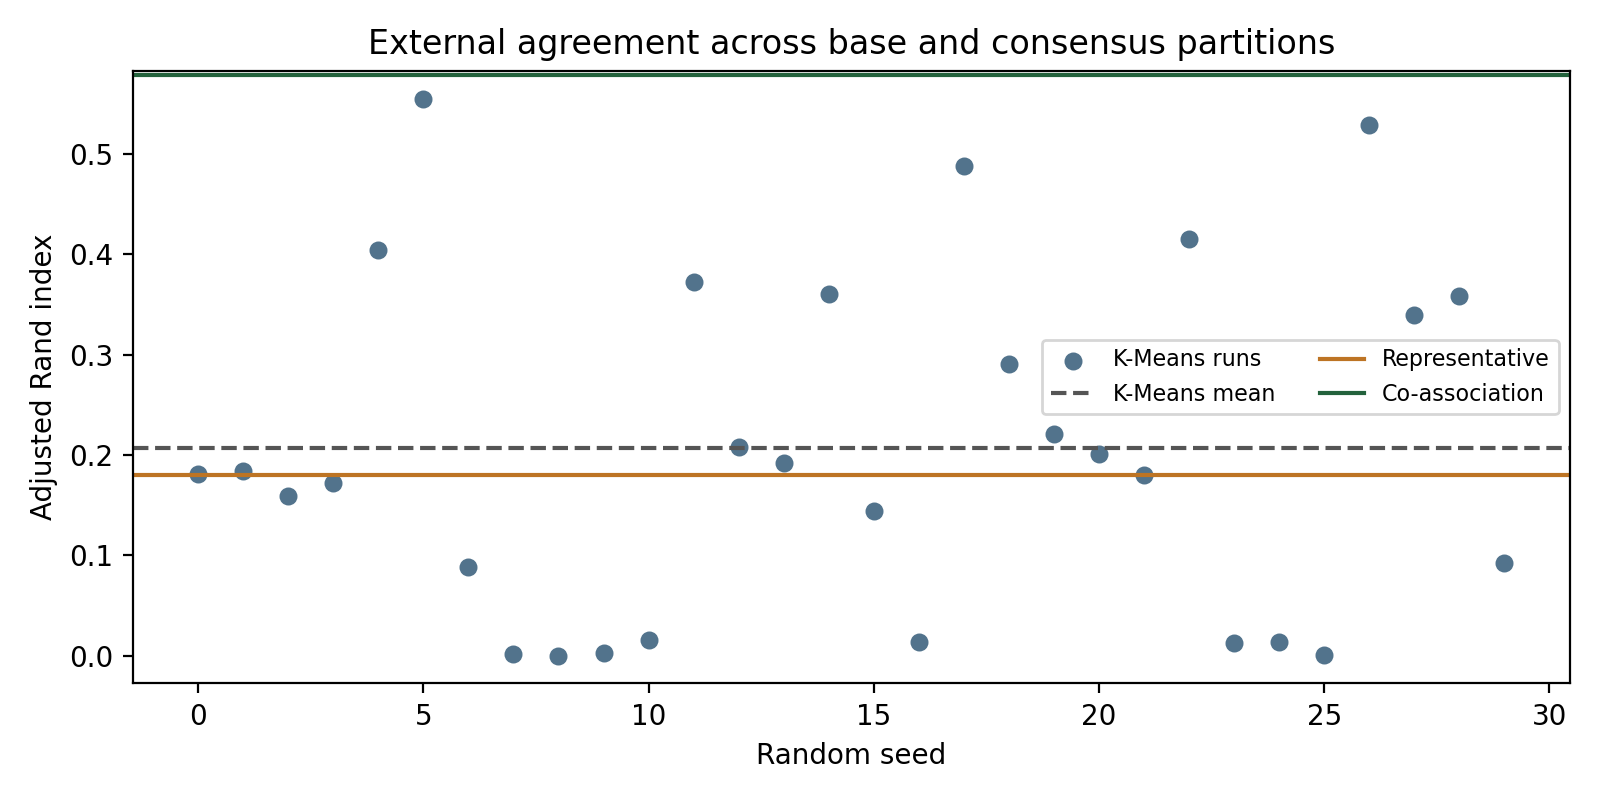 External agreement across base and consensus partitions
Adjusted Rand index
0.5
0.4
0.3
0.2
0.1
0.0
K-Means runs
K-Means mean
Representative
Co-association
0 5 10 15 20 25 30
Random seed